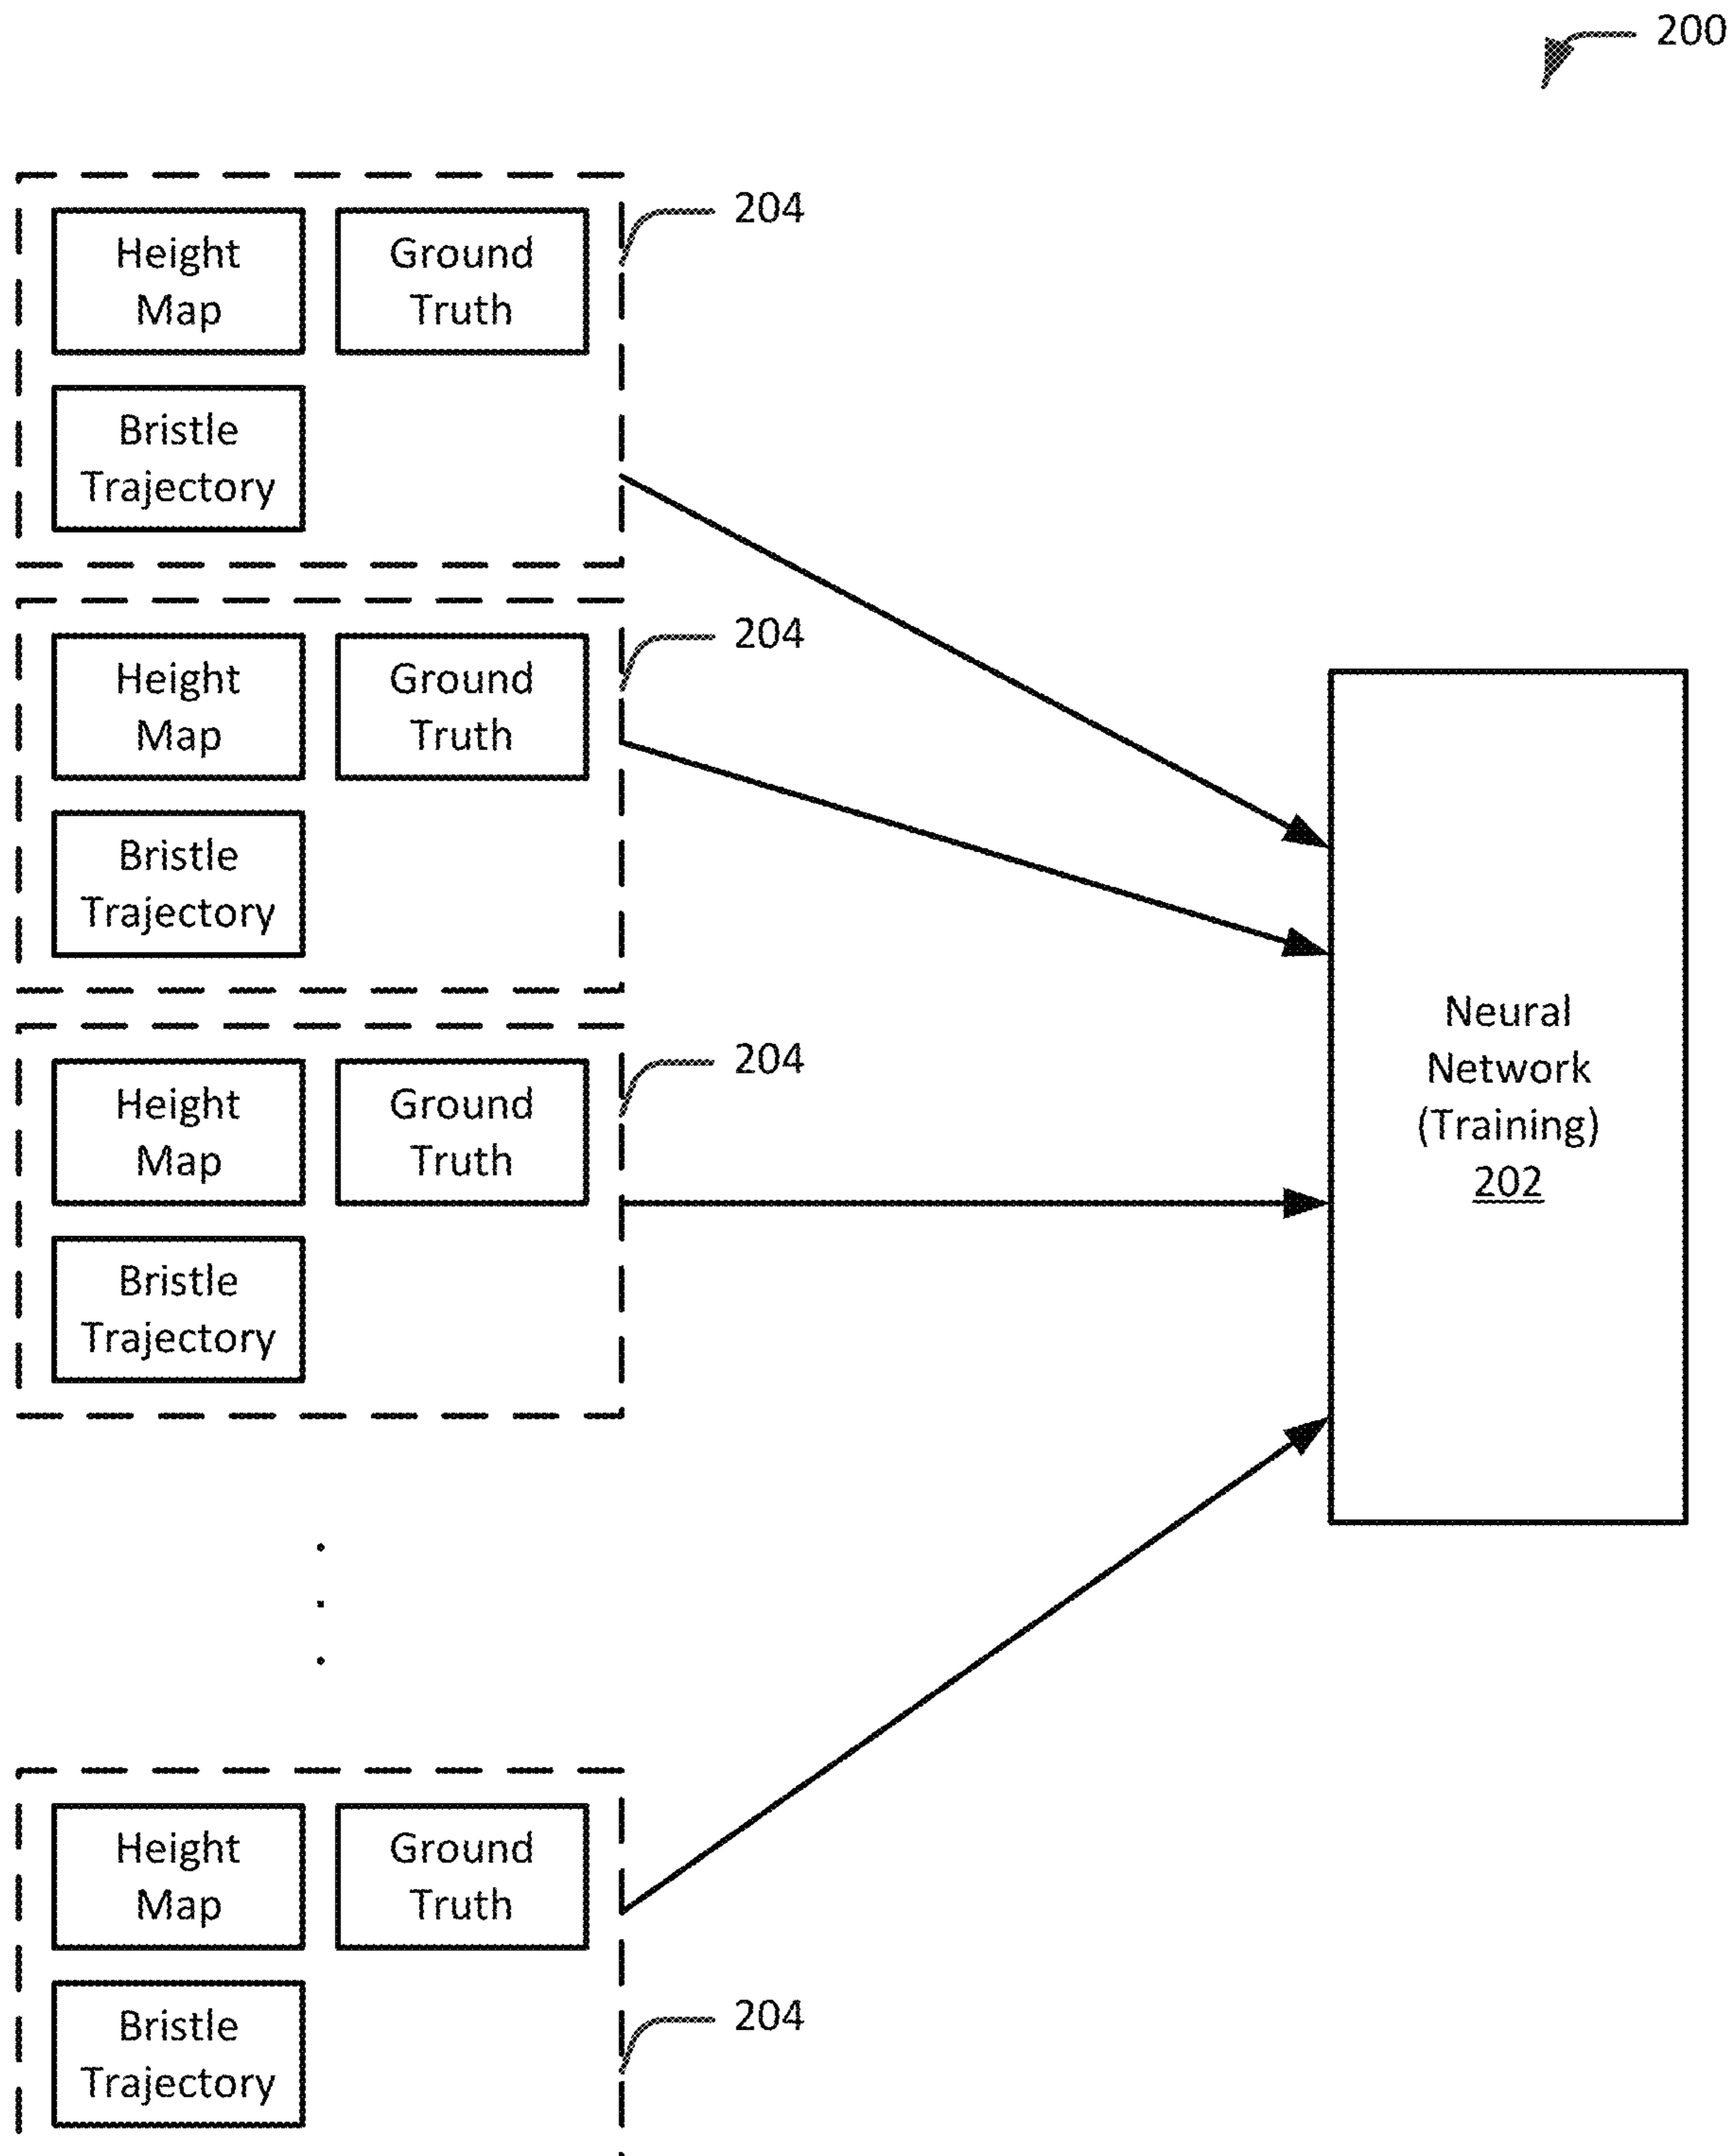 200
204
Height
Map
Ground
Truth
Bristle
Trajectory
204
Height
Map
Ground
Truth
Bristle
Trajectory
204
Height
Map
Ground
Truth
Bristle
Trajectory
Neural
Network
(Training)
202
.
.
.
Height
Map
Ground
Truth
Bristle
Trajectory
204